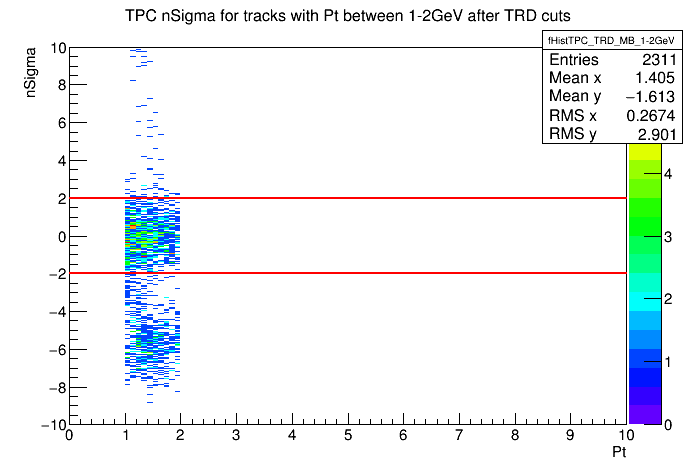 TPC nSigma for tracks with Pt between 1-2GeV after TRD cuts
fHistTPC_TRD_MB_1-2GeV
Entries 2311
Mean x 1.405
Mean y −1.613
RMS x 0.2674
RMS y 2.901
nSigma
10
8
6
4
2
0
−2
−4
−6
−8
−10
0 1 2 3 4 5 6 7 8 9 10
Pt
4
3
2
1
0